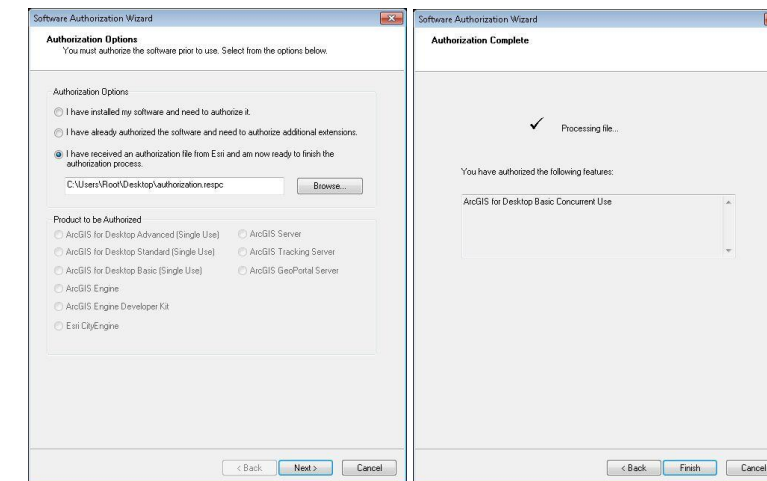 Software Authorization Wizard
Authorization Options
You must authorize the software prior to use. Select from the options below.
Authorization Options
I have installed my software and need to authorize it.
I have already authorized the software and need to authorize additional extensions.
I have received an authorization file from Esri and am now ready to finish the
authorization process.
C:\Users\Root\Desktop\authorization.respc
Browse...
Product to be Authorized
ArcGIS for Desktop Advanced (Single Use)
ArcGIS Server
ArcGIS for Desktop Standard (Single Use)
ArcGIS Tracking Server
ArcGIS for Desktop Basic (Single Use)
ArcGIS GeoPortal Server
ArcGIS Engine
ArcGIS Engine Developer Kit
Esri CityEngine
< Back
Next >
Cancel
Software Authorization Wizard
Authorization Complete
Processing file...
You have authorized the following features:
ArcGIS for Desktop Basic Concurrent Use
< Back
Finish
Cancel